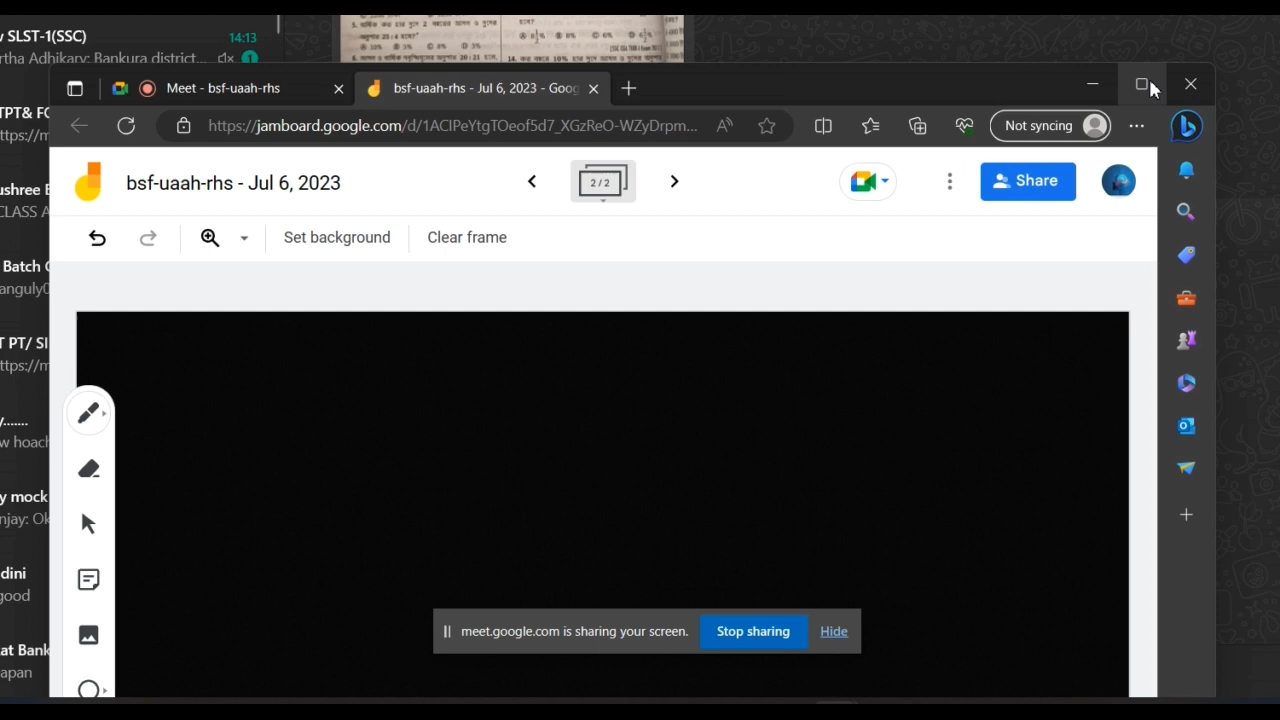 w SLST-1(SSC)
14:13
rtha Adhikary: Bankura district...
1
TPT& FO
ttps://m
ushree B
CLASS A
Batch C
anguly0
T PT/ SI
ttps://m
y.......
w hoach
y mock
njay: Ok
dini
good
at Bank
apan
Meet - bsf-uaah-rhs
bsf-uaah-rhs - Jul 6, 2023 - Goog
https://jamboard.google.com/d/1ACIPeYtgTOeof5d7_XGzReO-WZyDrpm...
Not syncing
bsf-uaah-rhs - Jul 6, 2023
2 / 2
Share
Set background
Clear frame
meet.google.com is sharing your screen.
Stop sharing
Hide